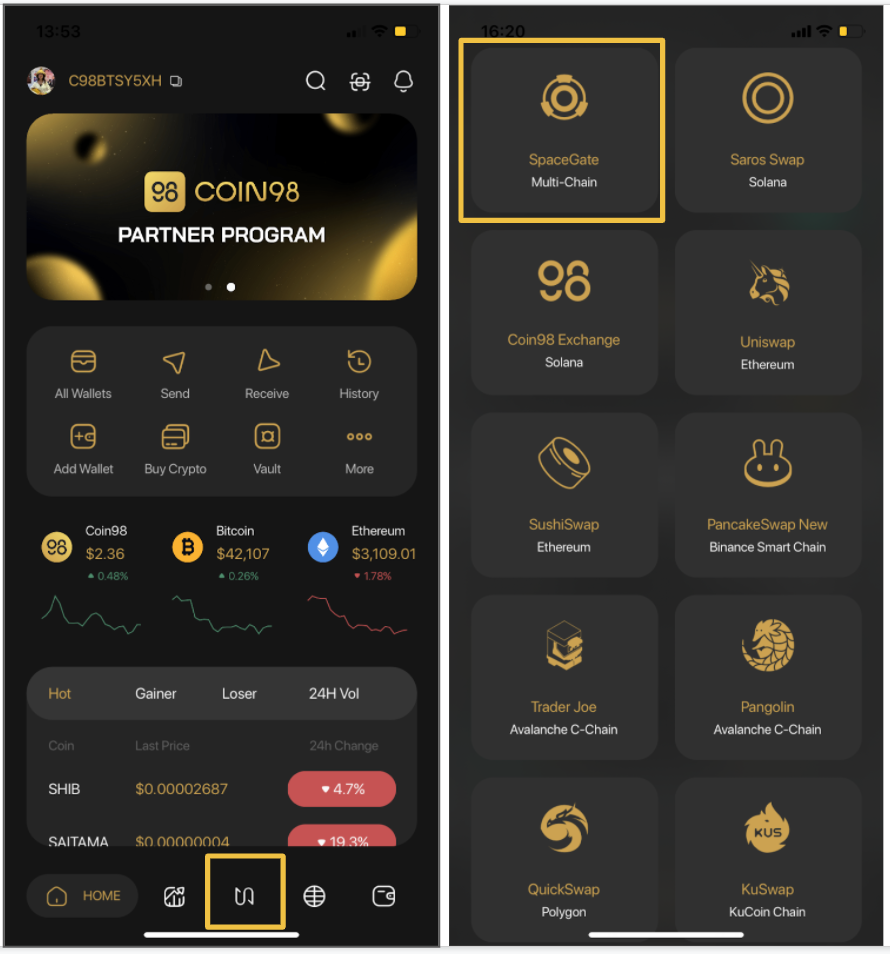 13:53
C98BTSY5XH
98 COIN98
PARTNER PROGRAM
All Wallets Send Receive History
Add Wallet Buy Crypto Vault More
Coin98 Bitcoin Ethereum
98 $2.36 $42,107 $3,109.01
0.48% 0.26% 1.78%
Hot Gainer Loser 24H Vol
Coin Last Price 24h Change
SHIB $0.00002687 4.7%
SAITAMA $0.00000004 19.3%
HOME
16:20
SpaceGate Saros Swap
Multi-Chain Solana
98
Coin98 Exchange Uniswap
Solana Ethereum
SushiSwap PancakeSwap New
Ethereum Binance Smart Chain
Trader Joe Pangolin
Avalanche C-Chain Avalanche C-Chain
KUS
QuickSwap KuSwap
Polygon KuCoin Chain